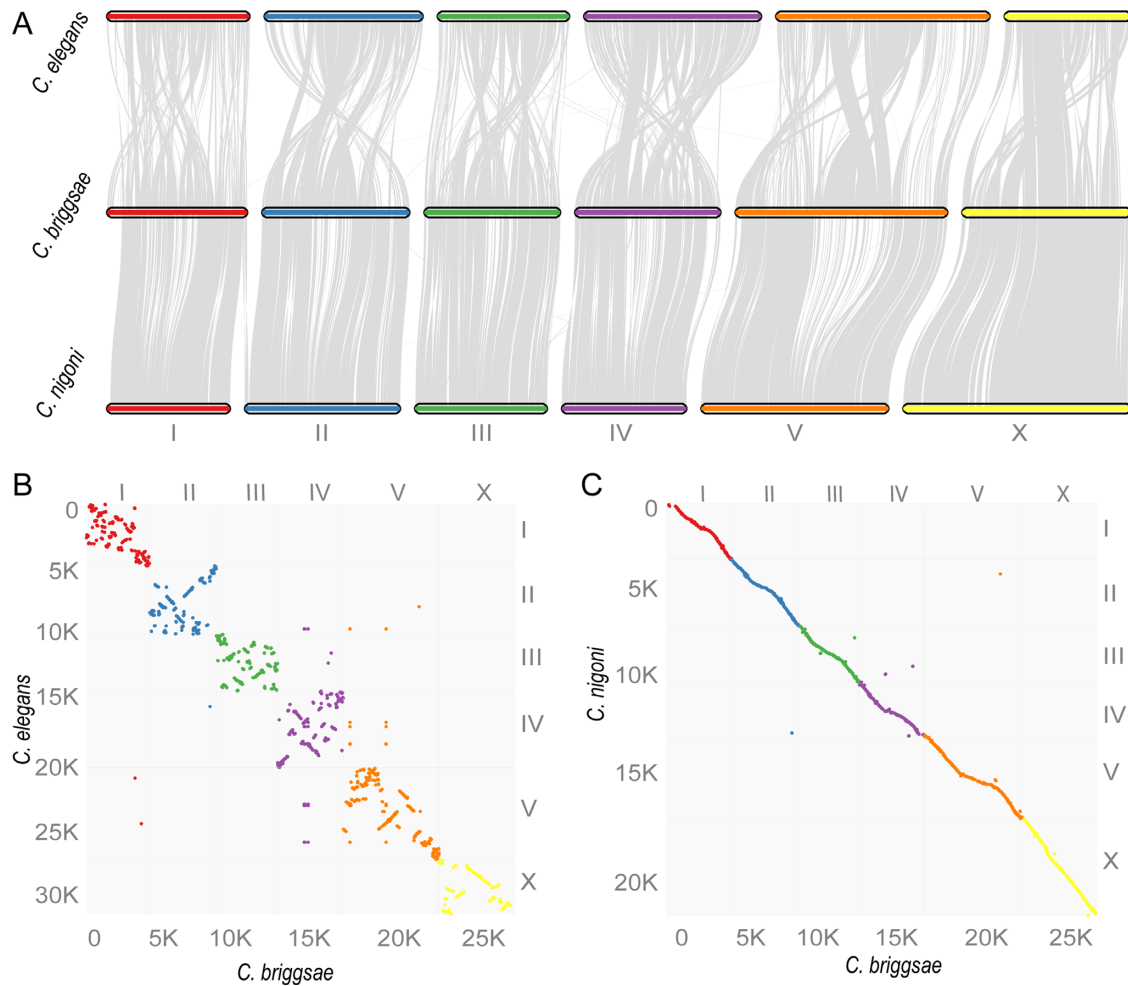 A
C. elegans
C. briggsae
C. nigoni
I II III IV V X
B
I II III IV V X
0
5K
10K
15K
20K
25K
30K
C. elegans
I
II
III
IV
V
X
0 5K 10K 15K 20K 25K
C. briggsae
C
I II III IV V X
0
5K
10K
15K
20K
C. nigoni
I
II
III
IV
V
X
0 5K 10K 15K 20K 25K
C. briggsae